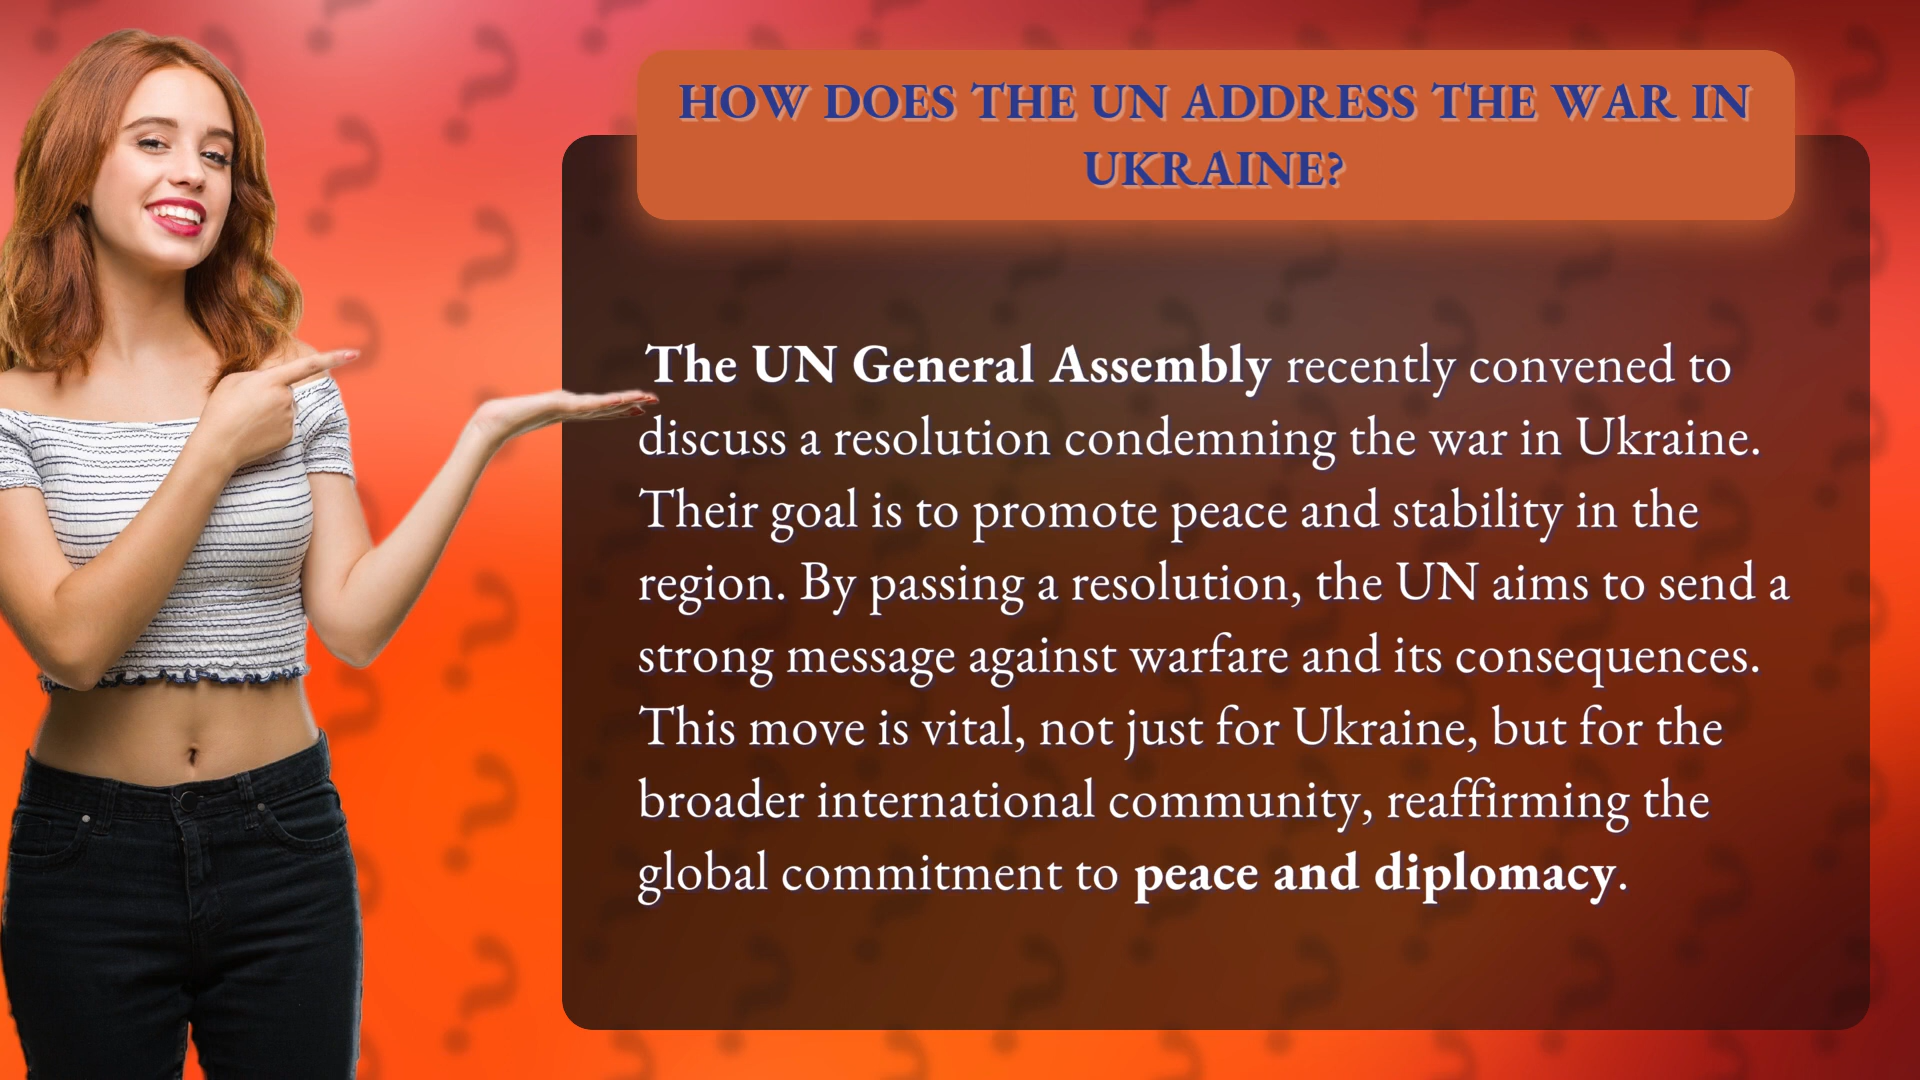 HOW DOES THE UN ADDRESS THE WAR IN
UKRAINE?
The UN General Assembly recently convened to
discuss a resolution condemning the war in Ukraine.
Their goal is to promote peace and stability in the
region. By passing a resolution, the UN aims to send a
strong message against warfare and its consequences.
This move is vital, not just for Ukraine, but for the
broader international community, reaffirming the
global commitment to peace and diplomacy.